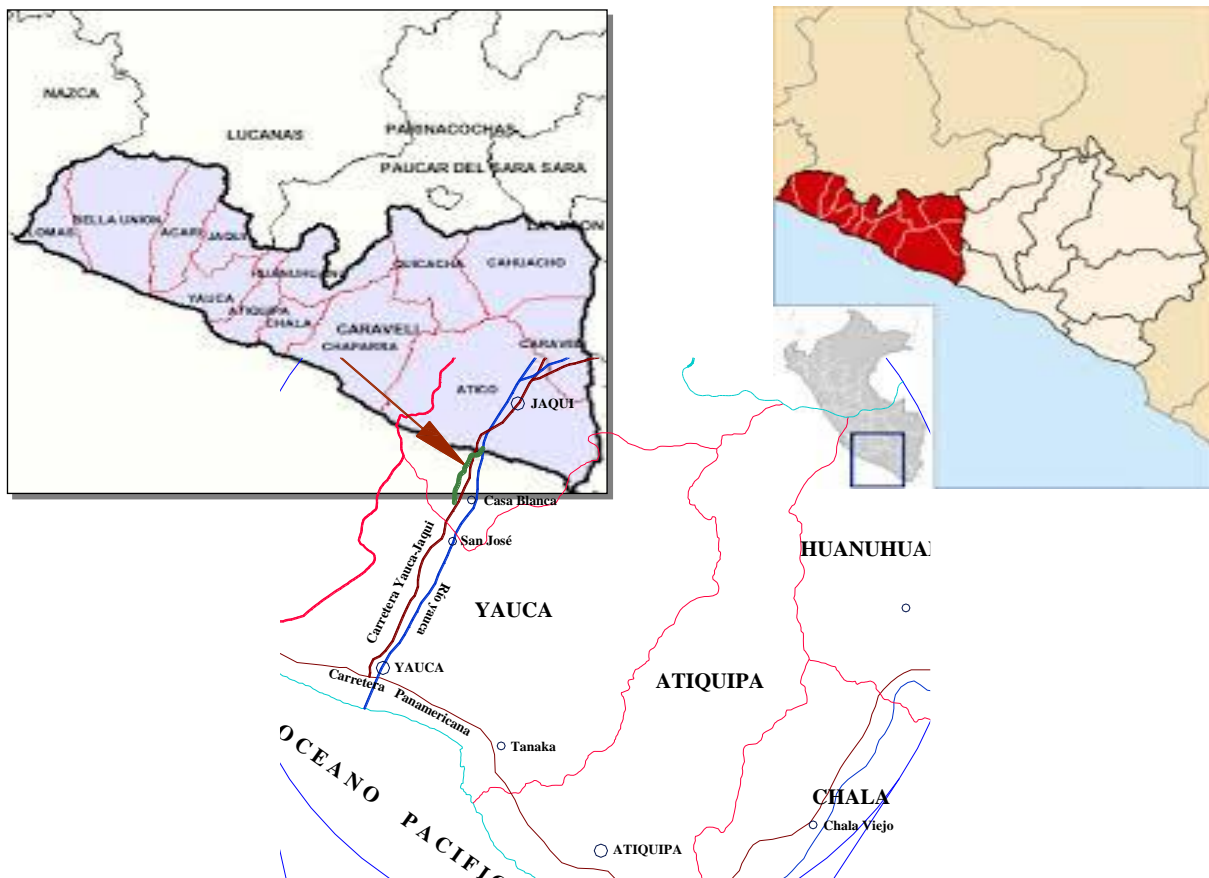 NAZCA
LUCANAS
PARINACOCHAS
PAUCAR DEL SARA SARA
BELLA UNION
LOMAS
ACARI
JAQUI
QUICACHA
CAHUACHO
YAUCA
ATIQUIPA
CHALA
CARAVELI
CHAPARRA
ATICO
JAQUI
Casa Blanca
San José
Carretera Yauca-Jaqui
Río yauca
YAUCA
HUANUHUA
ATIQUIPA
YAUCA
Carretera Panamericana
Tanaka
OCEANO PACIFIC
CHALA
Chala Viejo
ATIQUIPA